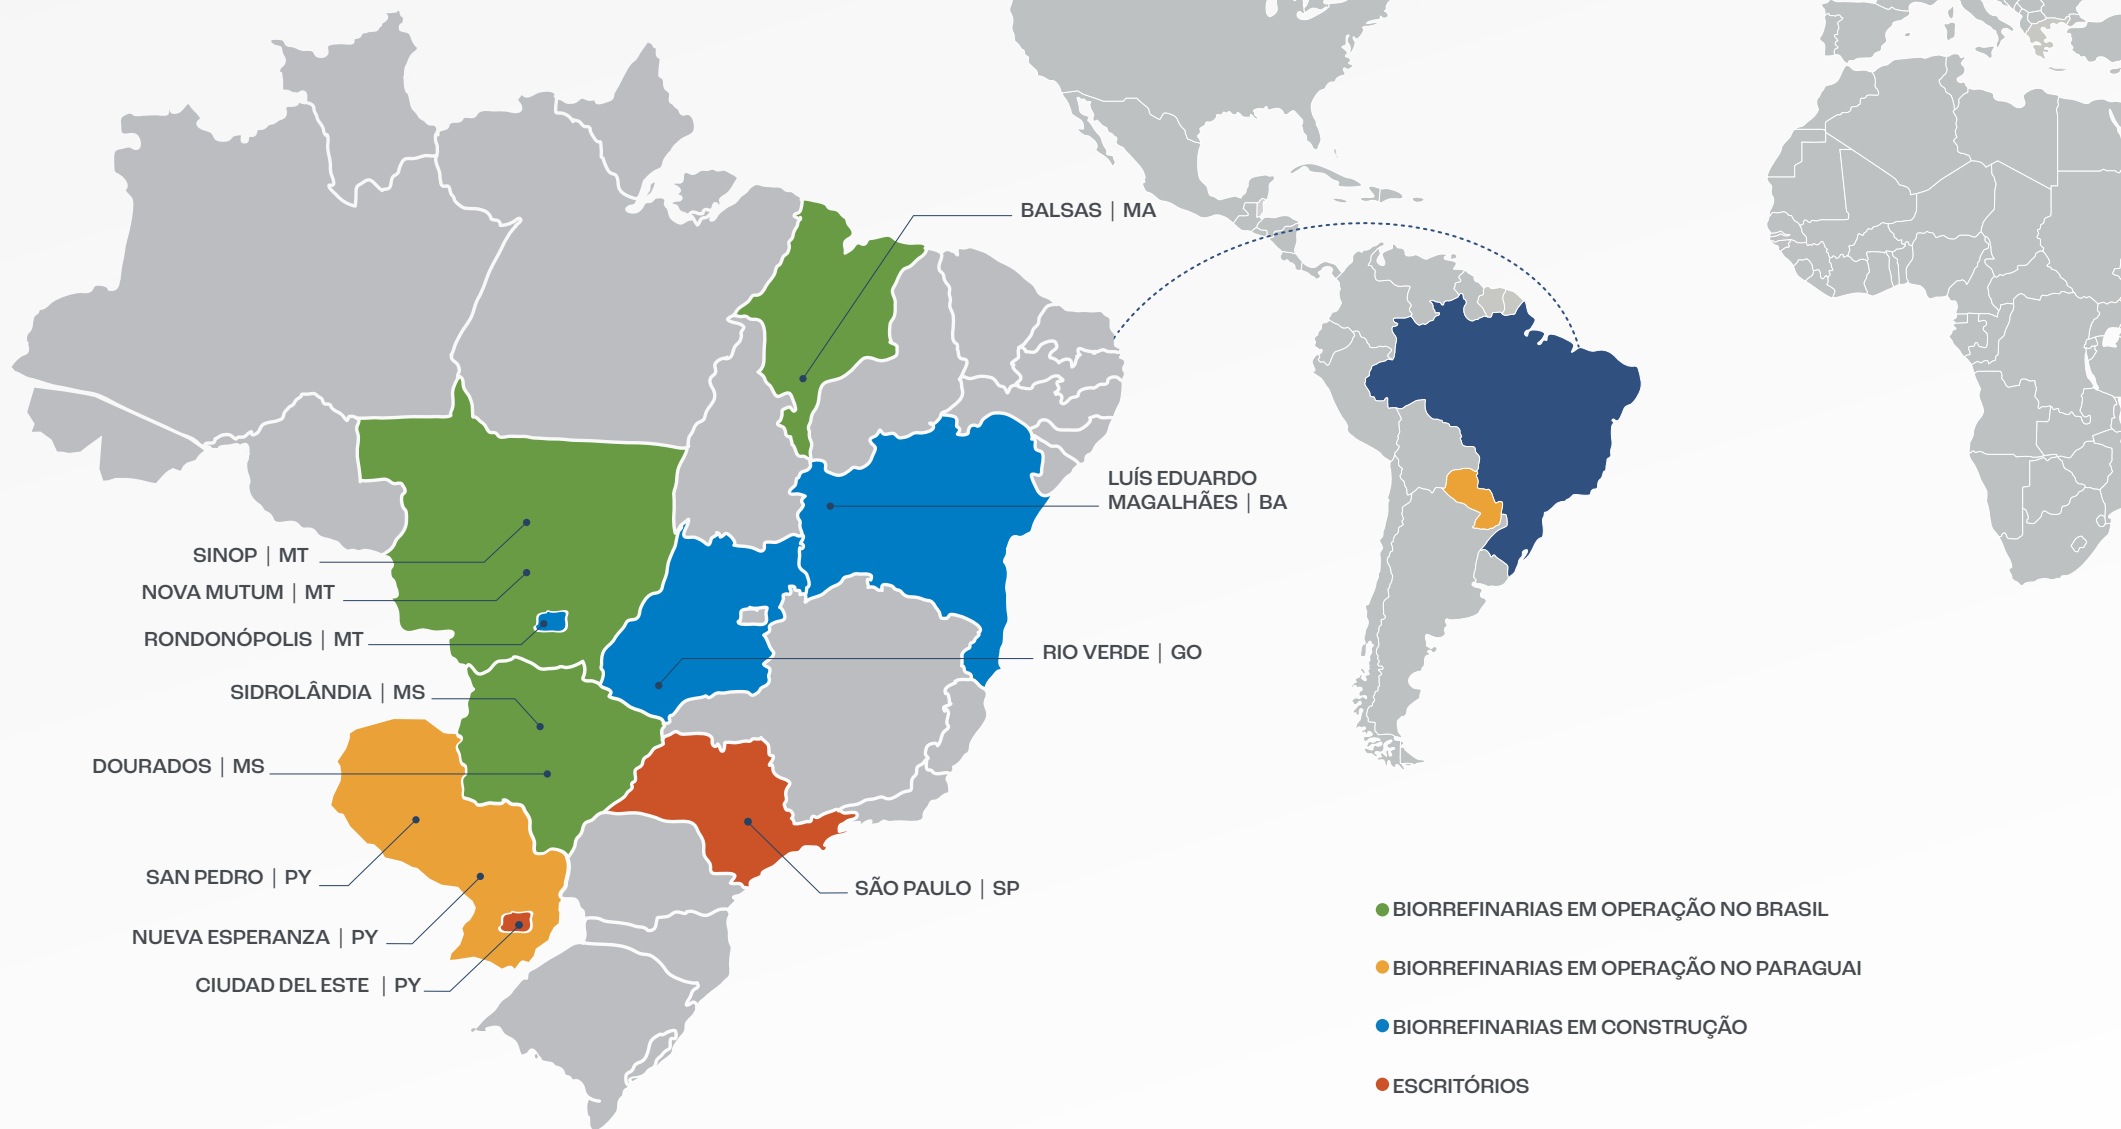 BALSAS | MA
LUÍS EDUARDO
MAGALHÃES | BA
SINOP | MT
NOVA MUTUM | MT
RONDONÓPOLIS | MT
RIO VERDE | GO
SIDROLÂNDIA | MS
DOURADOS | MS
SAN PEDRO | PY
SÃO PAULO | SP
NUEVA ESPERANZA | PY
CIUDAD DEL ESTE | PY
BIORREFINARIAS EM OPERAÇÃO NO BRASIL
BIORREFINARIAS EM OPERAÇÃO NO PARAGUAI
BIORREFINARIAS EM CONSTRUÇÃO
ESCRITÓRIOS